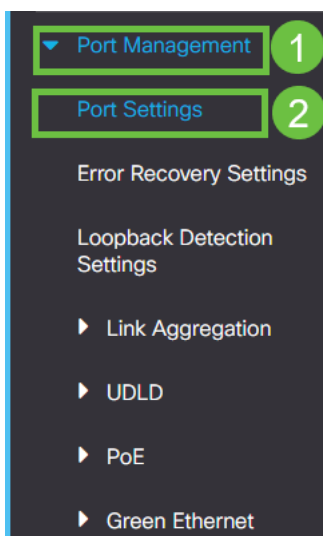 Port Management
1
Port Settings
2
Error Recovery Settings
Loopback Detection
Settings
Link Aggregation
UDLD
PoE
Green Ethernet